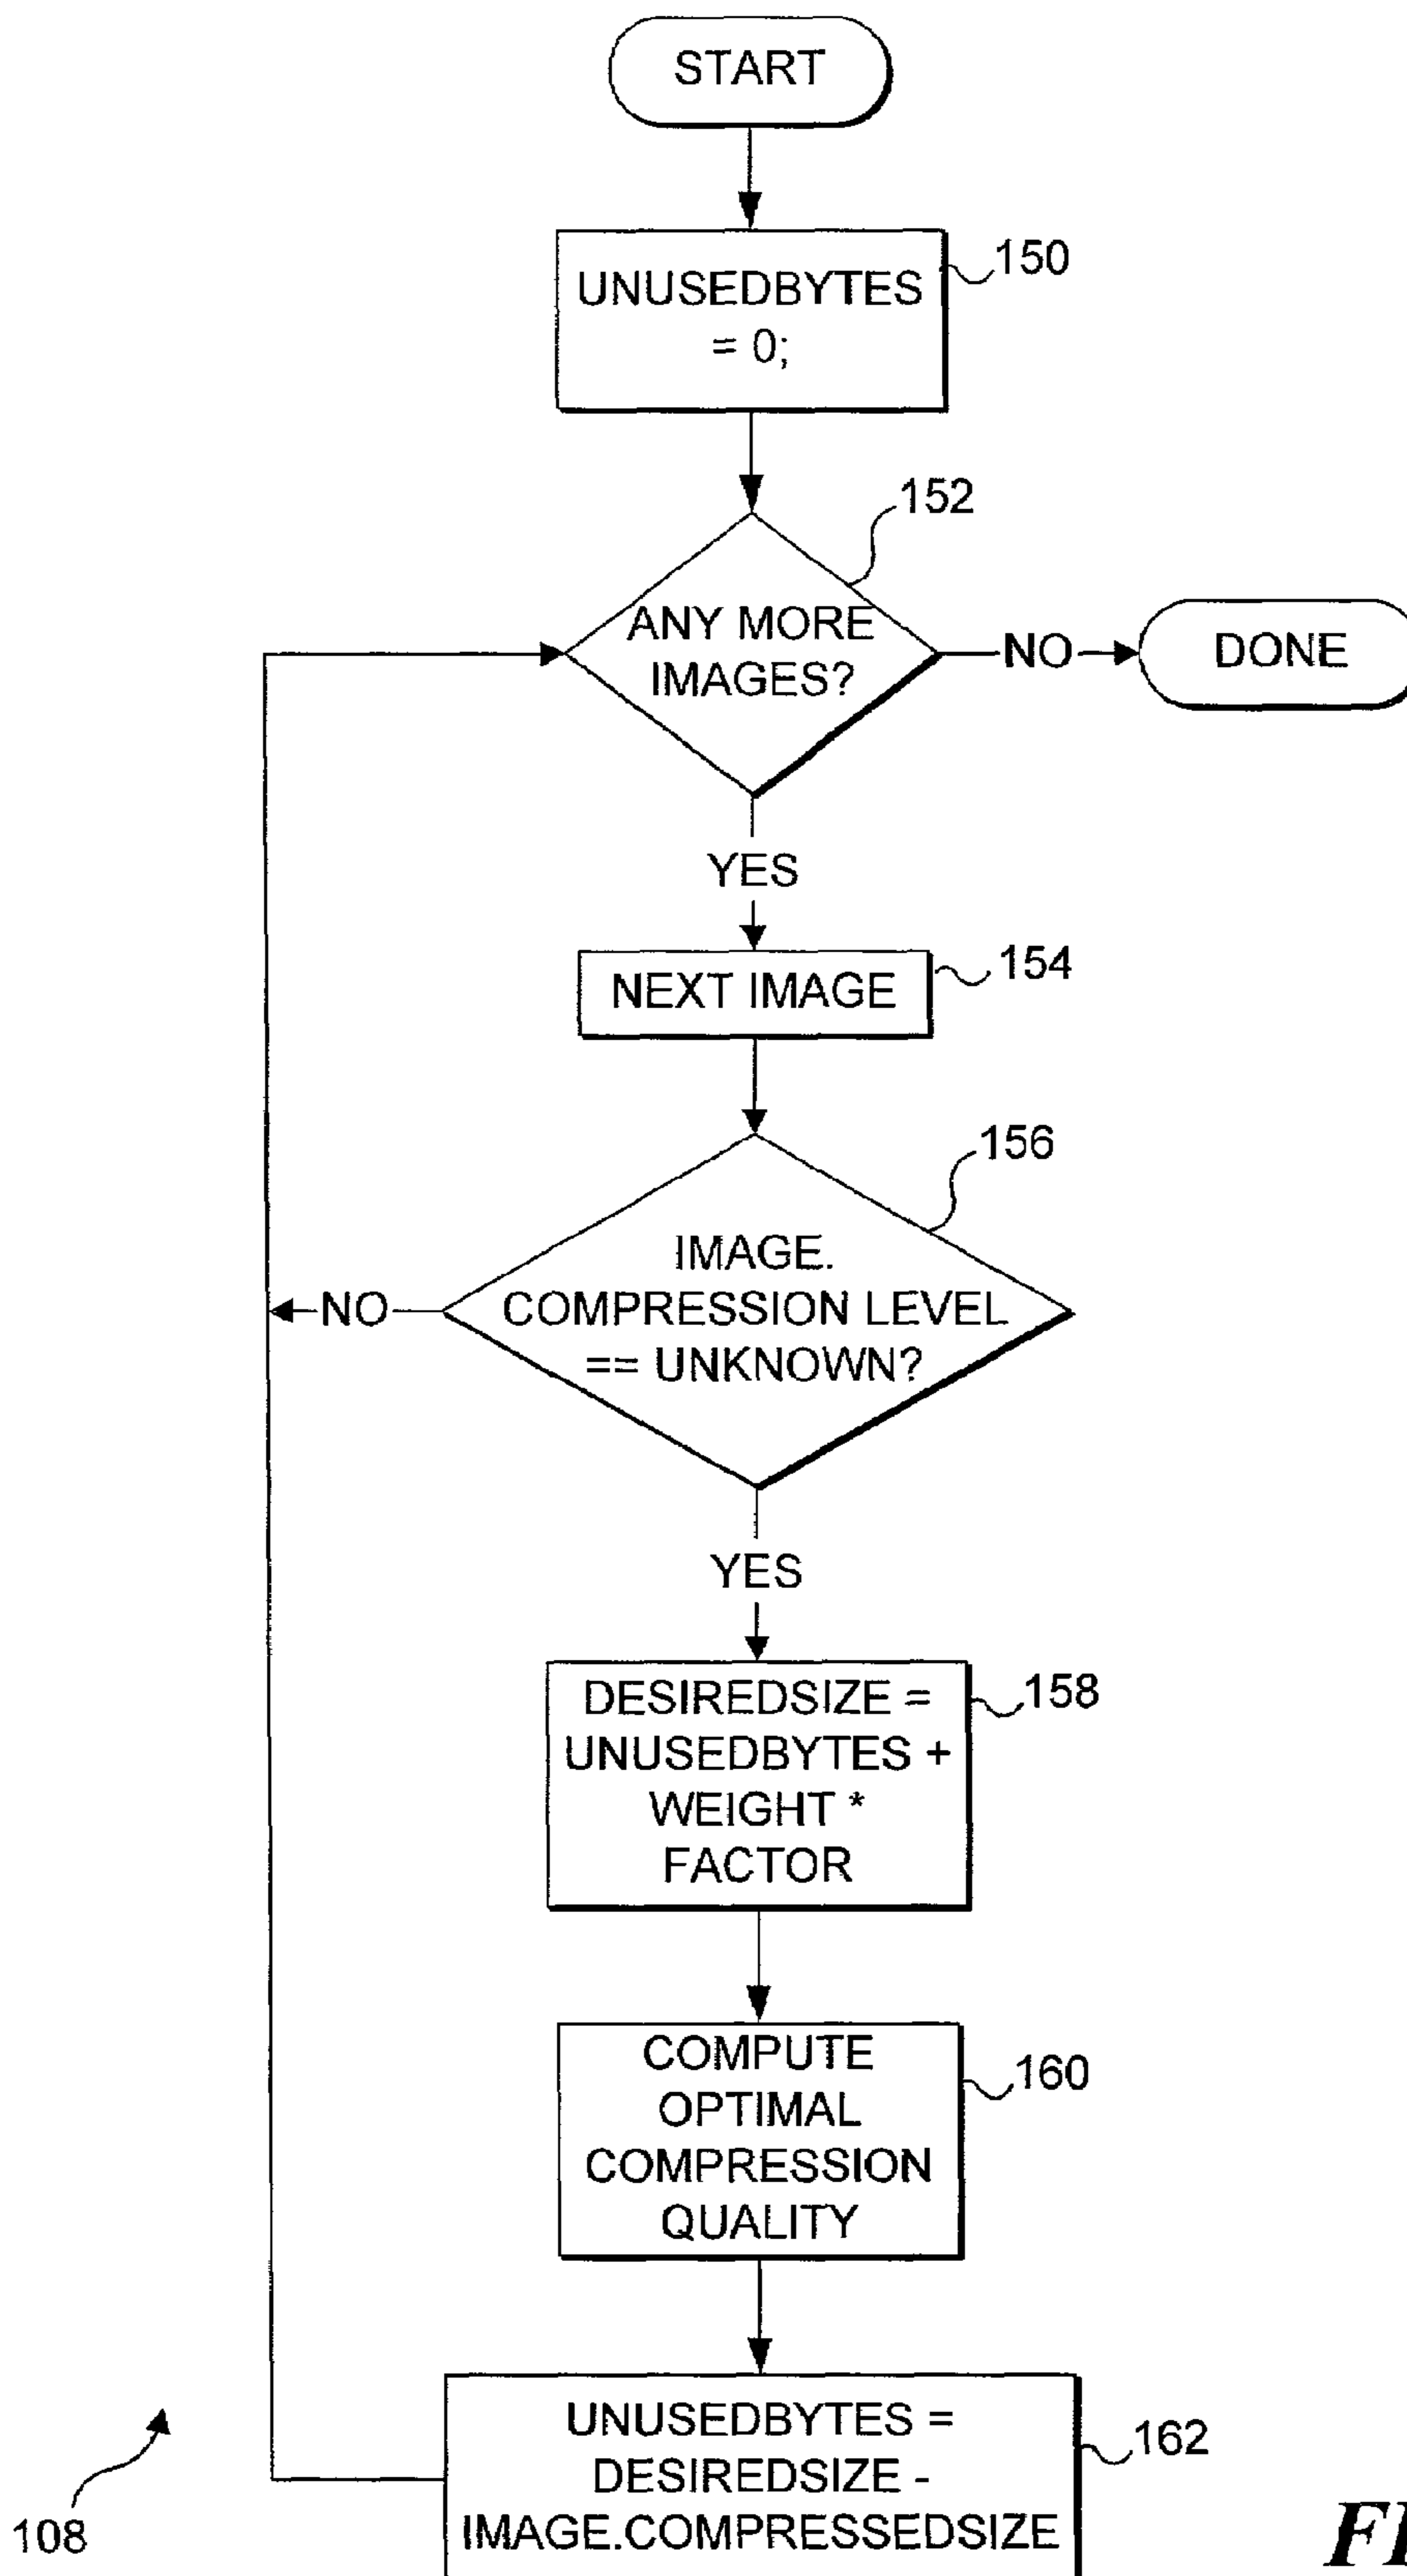 START
UNUSEDBYTES
= 0;
150
152
ANY MORE
IMAGES?
NO
DONE
YES
NEXT IMAGE
154
156
IMAGE.
COMPRESSION LEVEL
== UNKNOWN?
NO
YES
DESIREDSIZE =
UNUSEDBYTES +
WEIGHT *
FACTOR
158
COMPUTE
OPTIMAL
COMPRESSION
QUALITY
160
UNUSEDBYTES =
DESIREDSIZE -
IMAGE.COMPRESSEDSIZE
162
108